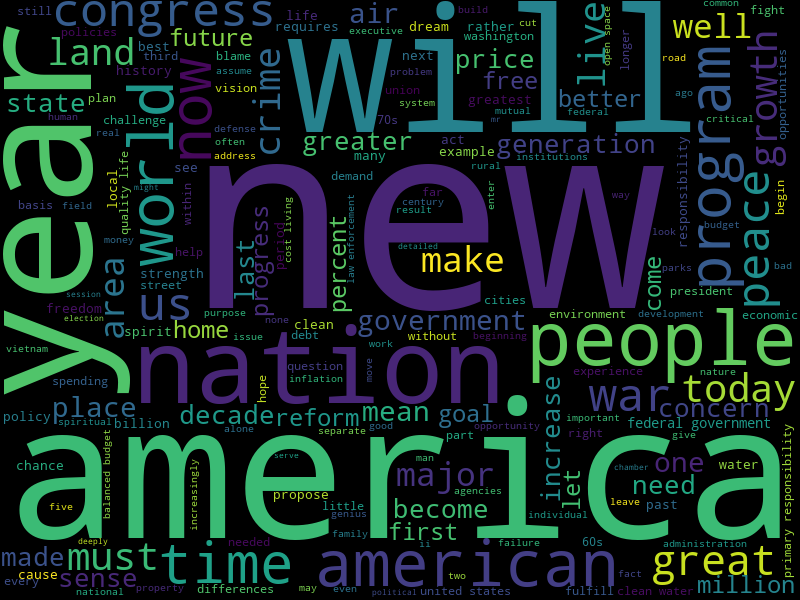 still
congress
policies
life
requires
air
best
third
future
land
state
plan
history
blame
assume
vision
human
challenge
real
year
world
now
crime
often
address
executive
dream
rather
washington
next
price
problem
70s
union
system
free
better
greatest
mutual
mr
federal
build
cut
live
open space
longer
well
common
fight
road
ago
critical
opportunities
program
growth
will
defense
greater
many
act
example
generation
rural
institutions
responsibility
way
basis
field
local
quality life
might
see
within
demand
new
far
century
result
enter
look
budget
begin
peace
parks
bad
money
help
area
strength
street
last
progress
period
cost living
percent
law enforcement
detailed
make
come
president
session
freedom
election
purpose
none
us
spirit
home
issue
clean
debt
government
cities
without
beginning
environment
development
economic
vietnam
spending
nation
question
inflation
work
move
hope
people
nature
experience
policy
spiritual
place
billion
decade
alone
reform
separate
mean
good
goal
opportunity
part
increase
war
concern
today
important
right
federal government
give
chance
balanced budget
increasingly
america
serve
man
major
agencies
let
one
need
chamber
water
past
primary responsibility
five
propose
little
genius
family
become
first
individual
leave
administration
deeply
made
must
time
needed
ii
american
failure
60s
great
cause
sense
every
national
property
differences
may
even
political
united states
two
fulfill
fact
million